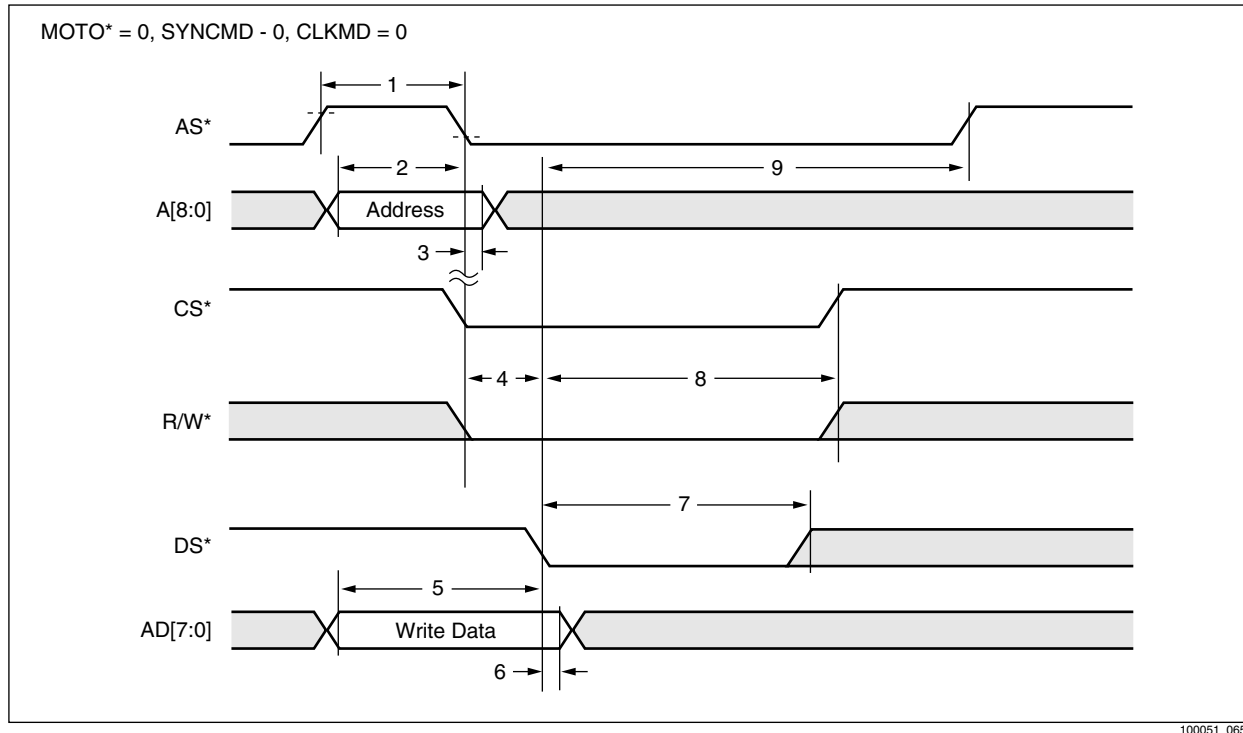 MOTO* = 0, SYNCMD - 0, CLKMD = 0
1
AS*
2
9
A[8:0]
Address
3
CS*
4
8
R/W*
7
DS*
5
AD[7:0]
Write Data
6
100051_065